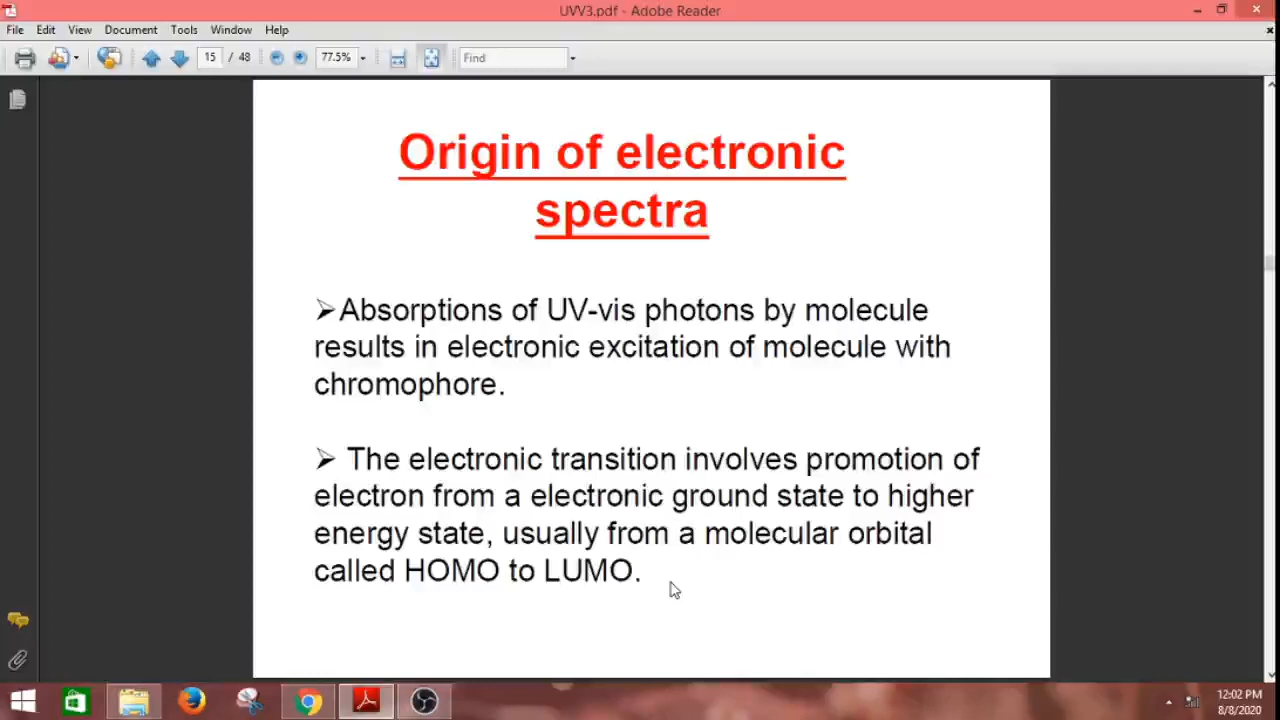 UVV3.pdf - Adobe Reader
File Edit View Document Tools Window Help
15 / 48 77.5% Find
Origin of electronic
spectra
➢Absorptions of UV-vis photons by molecule
results in electronic excitation of molecule with
chromophore.
➢ The electronic transition involves promotion of
electron from a electronic ground state to higher
energy state, usually from a molecular orbital
called HOMO to LUMO.
12:02 PM
8/8/2020